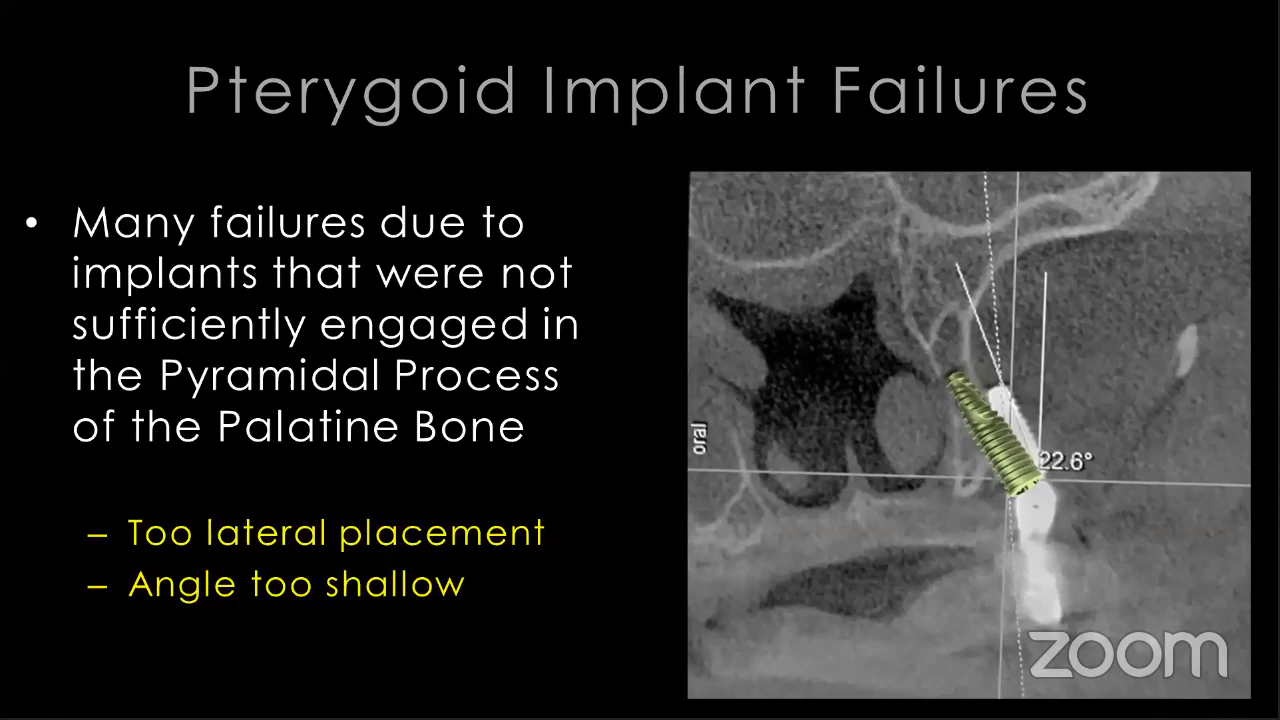 Pterygoid Implant Failures
• Many failures due to
implants that were not
sufficiently engaged in
the Pyramidal Process
of the Palatine Bone
– Too lateral placement
– Angle too shallow
oral
22.6°
zoom